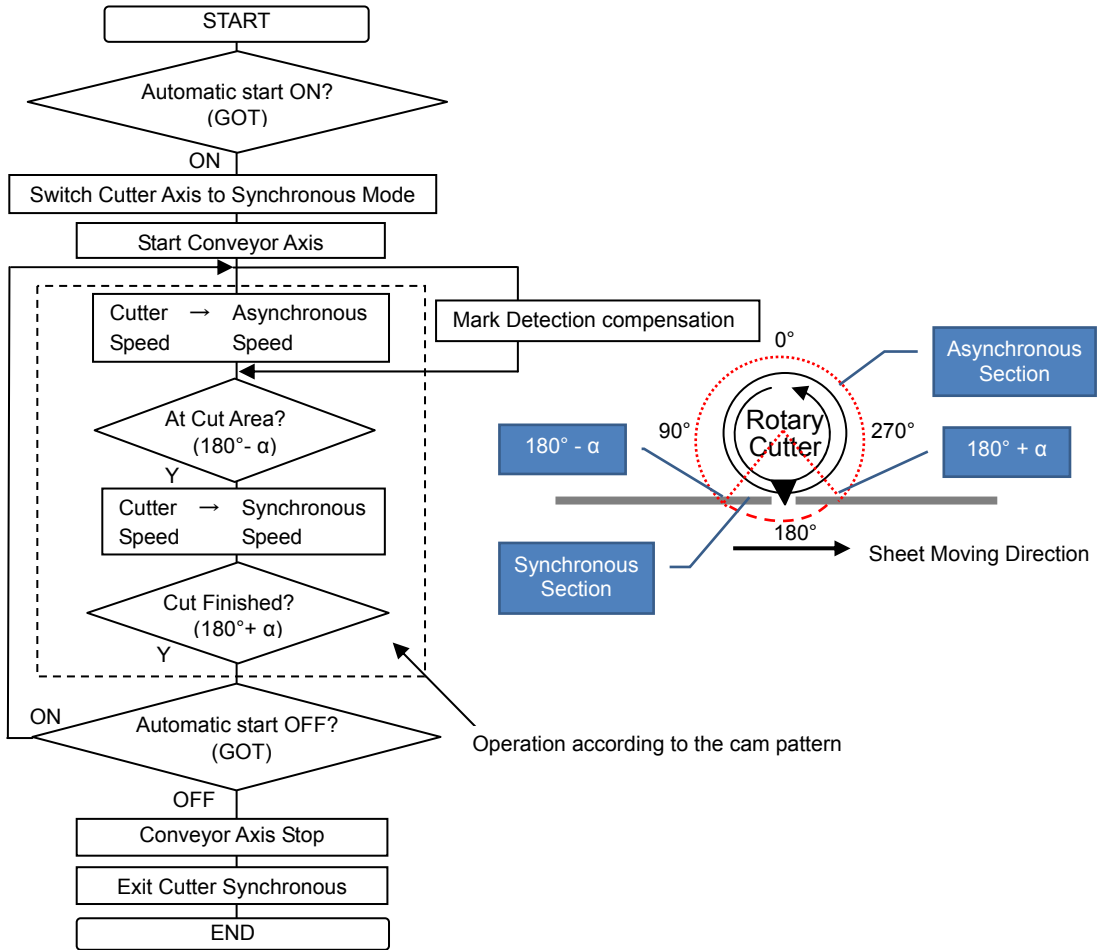 START
Automatic start ON?
(GOT)
ON
Switch Cutter Axis to Synchronous Mode
Start Conveyor Axis
Cutter → Asynchronous
Speed Speed
Mark Detection compensation
At Cut Area?
(180°- α)
Y
Cutter → Synchronous
Speed Speed
Cut Finished?
(180°+ α)
Y
ON
Automatic start OFF?
(GOT)
Operation according to the cam pattern
OFF
Conveyor Axis Stop
Exit Cutter Synchronous
END
0°
Asynchronous
Section
90°
Rotary
Cutter
270°
180° - α
180° + α
180°
Synchronous
Section
Sheet Moving Direction